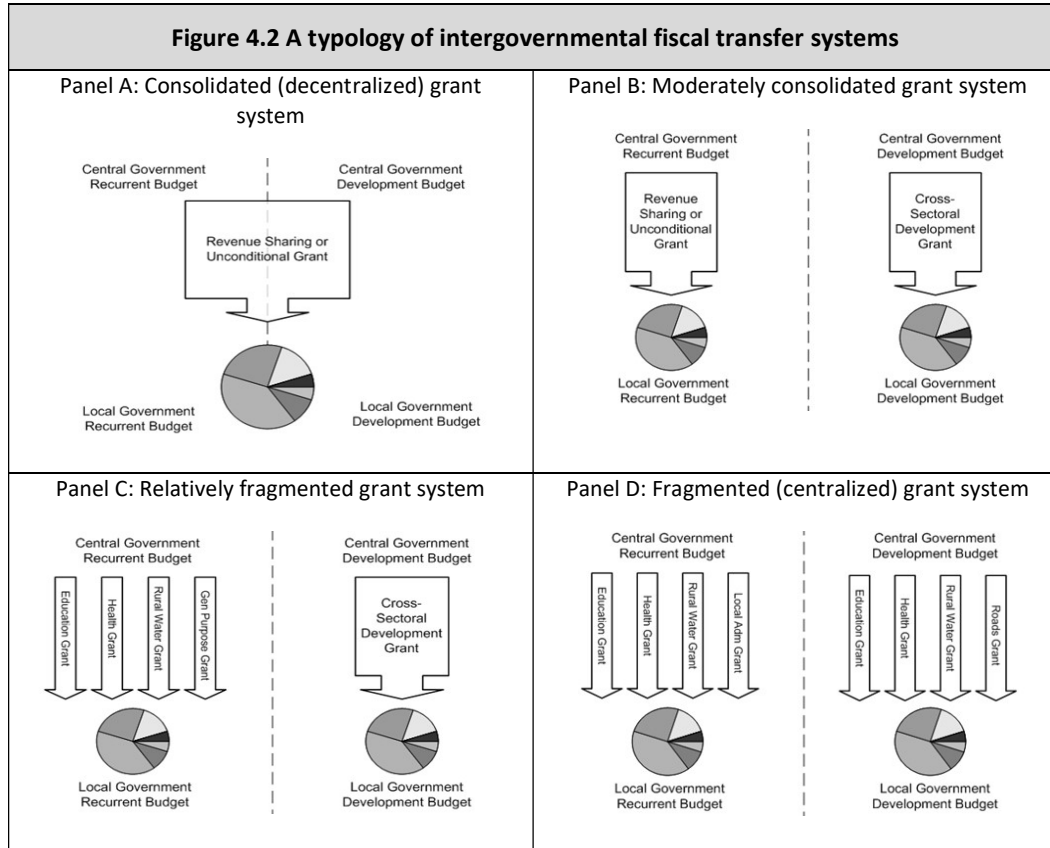 Figure 4.2 A typology of intergovernmental fiscal transfer systems
Panel A: Consolidated (decentralized) grant
system
Central Government
Recurrent Budget
Central Government
Development Budget
Revenue Sharing or
Unconditional Grant
Local Government
Recurrent Budget
Local Government
Development Budget
Panel B: Moderately consolidated grant system
Central Government
Recurrent Budget
Central Government
Development Budget
Revenue
Sharing or
Unconditional
Grant
Cross-
Sectoral
Development
Grant
Local Government
Recurrent Budget
Local Government
Development Budget
Panel C: Relatively fragmented grant system
Central Government
Recurrent Budget
Central Government
Development Budget
Education Grant
Health Grant
Rural Water Grant
Gen Purpose Grant
Cross-
Sectoral
Development
Grant
Local Government
Recurrent Budget
Local Government
Development Budget
Panel D: Fragmented (centralized) grant system
Central Government
Recurrent Budget
Central Government
Development Budget
Education Grant
Health Grant
Rural Water Grant
Local Adm Grant
Education Grant
Health Grant
Rural Water Grant
Roads Grant
Local Government
Recurrent Budget
Local Government
Development Budget